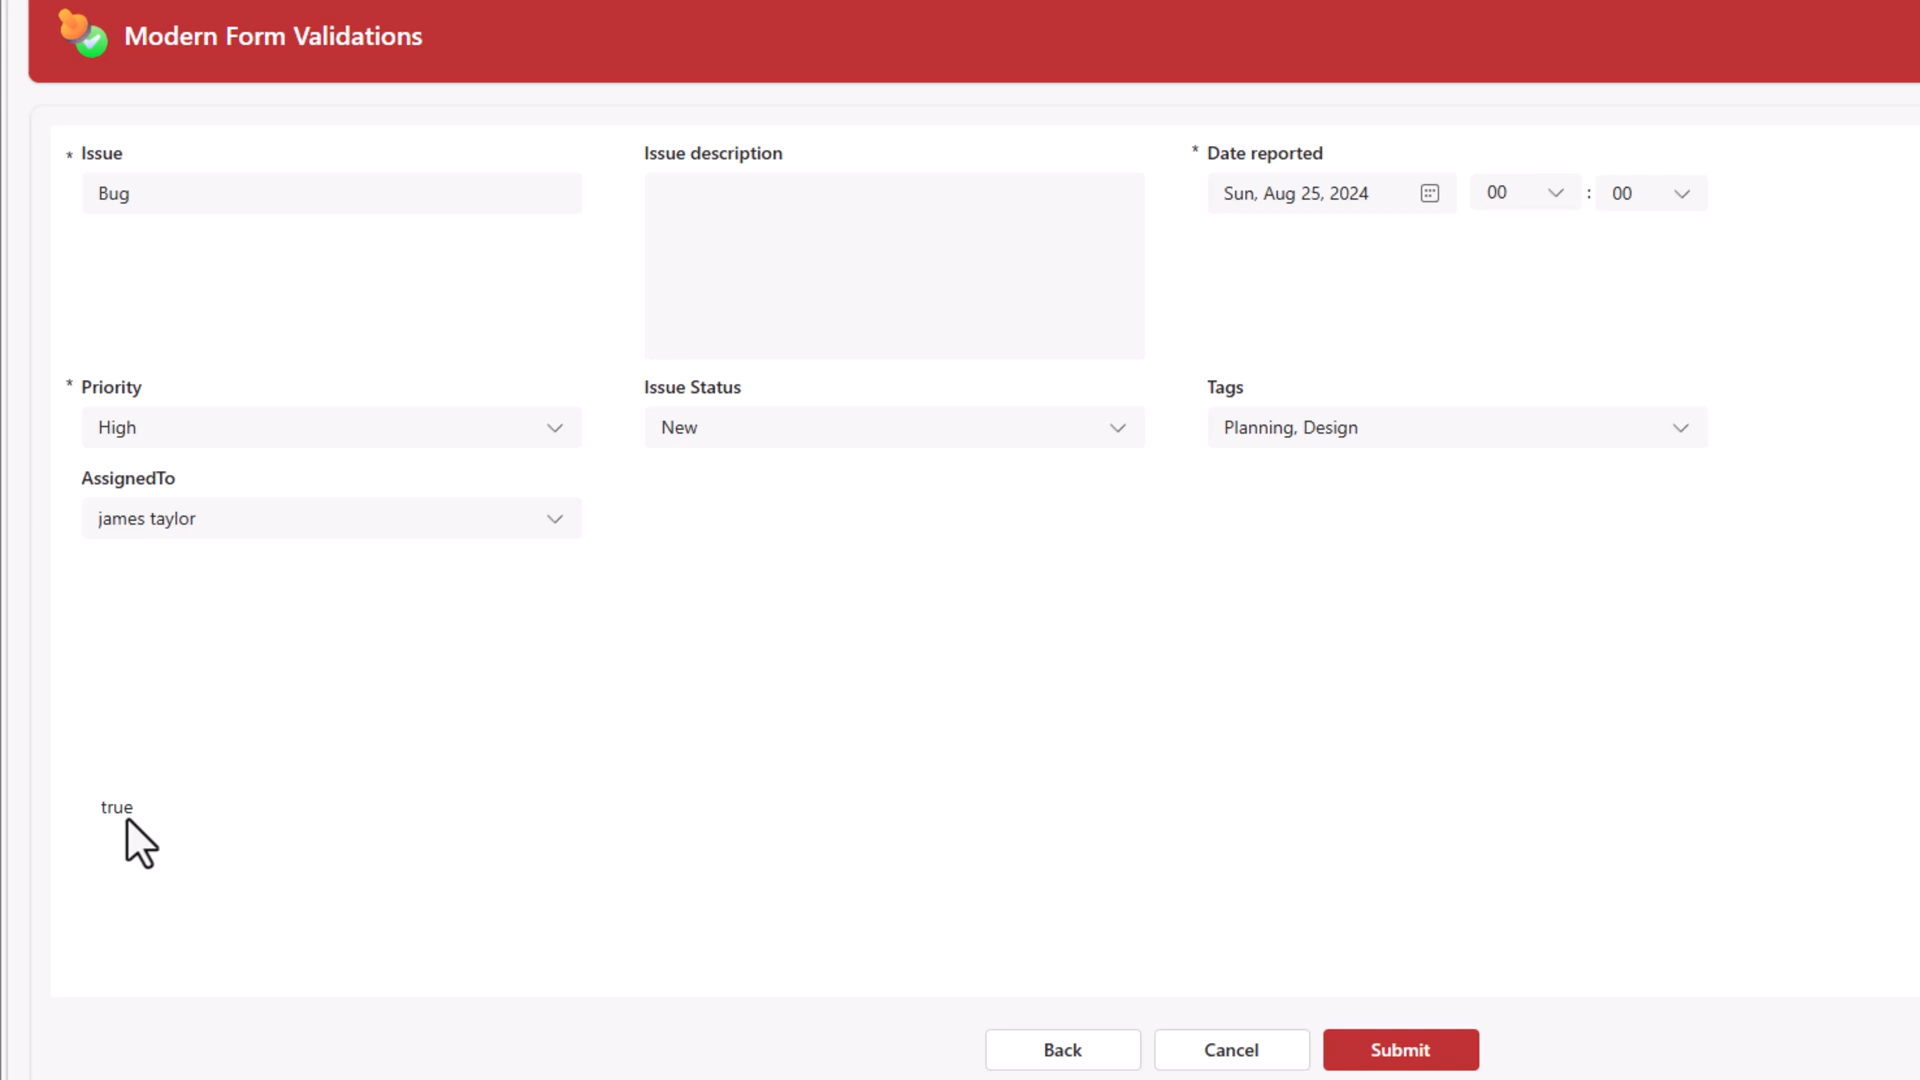 Modern Form Validations
* Issue
Bug
Issue description
* Date reported
Sun, Aug 25, 2024
00 : 00
* Priority
High
Issue Status
New
Tags
Planning, Design
AssignedTo
james taylor
true
Back
Cancel
Submit